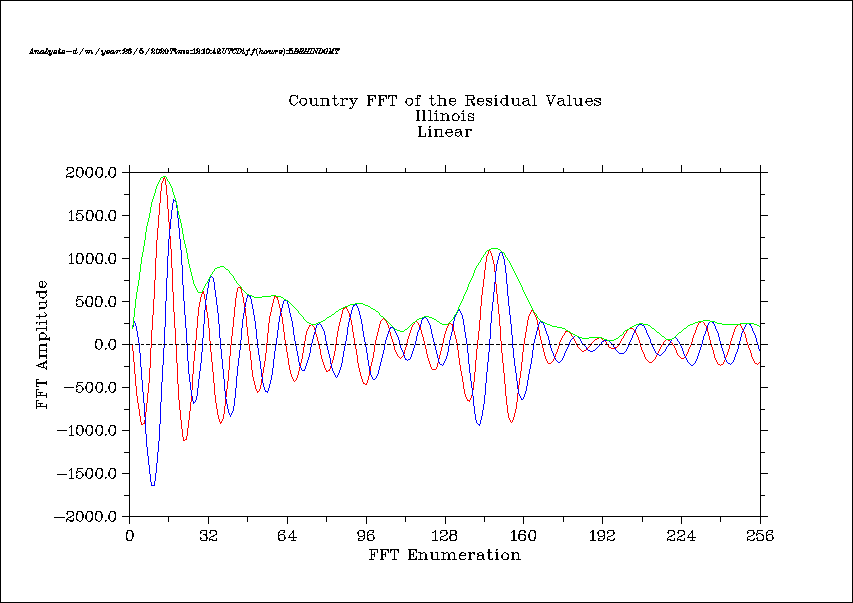 Country FFT of the Residual Values
Illinois
Linear
FFT Amplitude
2000.0
1500.0
1000.0
500.0
0.0
−500.0
−1000.0
−1500.0
−2000.0
0 32 64 96 128 160 192 224 256
FFT Enumeration